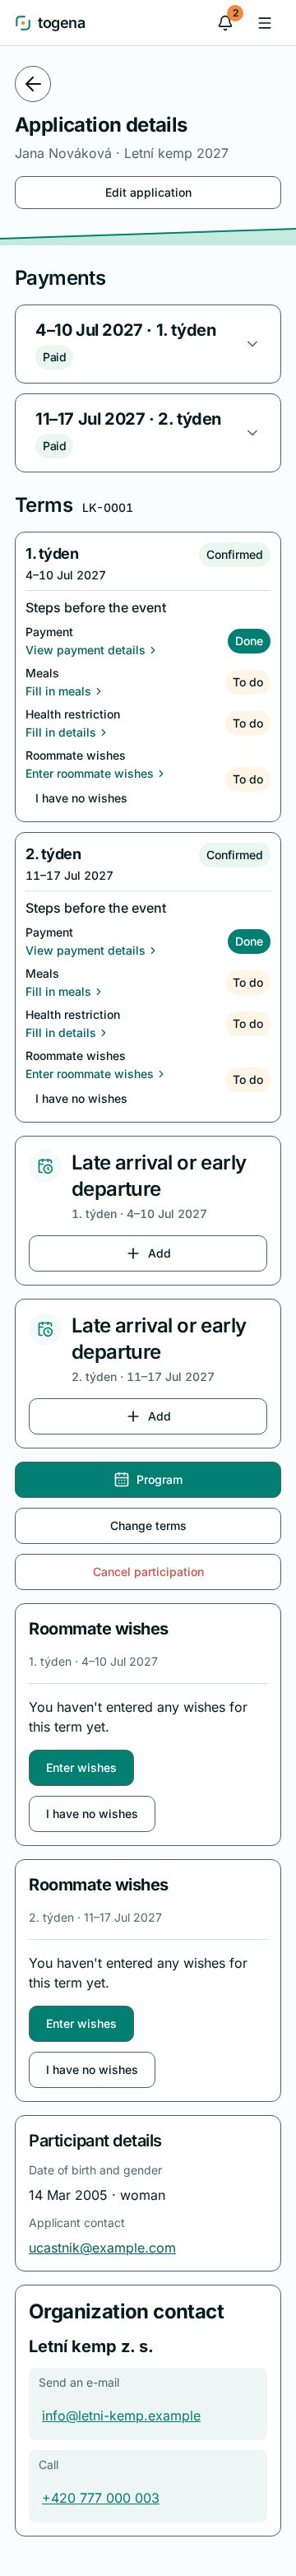 togena
2
Application details
Jana Nováková · Letní kemp 2027
Edit application
Payments
4–10 Jul 2027 · 1. týden
Paid
11–17 Jul 2027 · 2. týden
Paid
Terms LK-0001
1. týden
Confirmed
4–10 Jul 2027
Steps before the event
Payment
View payment details
Done
Meals
Fill in meals
To do
Health restriction
Fill in details
To do
Roommate wishes
Enter roommate wishes
To do
I have no wishes
2. týden
Confirmed
11–17 Jul 2027
Steps before the event
Payment
View payment details
Done
Meals
Fill in meals
To do
Health restriction
Fill in details
To do
Roommate wishes
Enter roommate wishes
To do
I have no wishes
Late arrival or early
departure
1. týden · 4–10 Jul 2027
Add
Late arrival or early
departure
2. týden · 11–17 Jul 2027
Add
Program
Change terms
Cancel participation
Roommate wishes
1. týden · 4–10 Jul 2027
You haven't entered any wishes for
this term yet.
Enter wishes
I have no wishes
Roommate wishes
2. týden · 11–17 Jul 2027
You haven't entered any wishes for
this term yet.
Enter wishes
I have no wishes
Participant details
Date of birth and gender
14 Mar 2005 · woman
Applicant contact
ucastnik@example.com
Organization contact
Letní kemp z. s.
Send an e-mail
info@letni-kemp.example
Call
+420 777 000 003